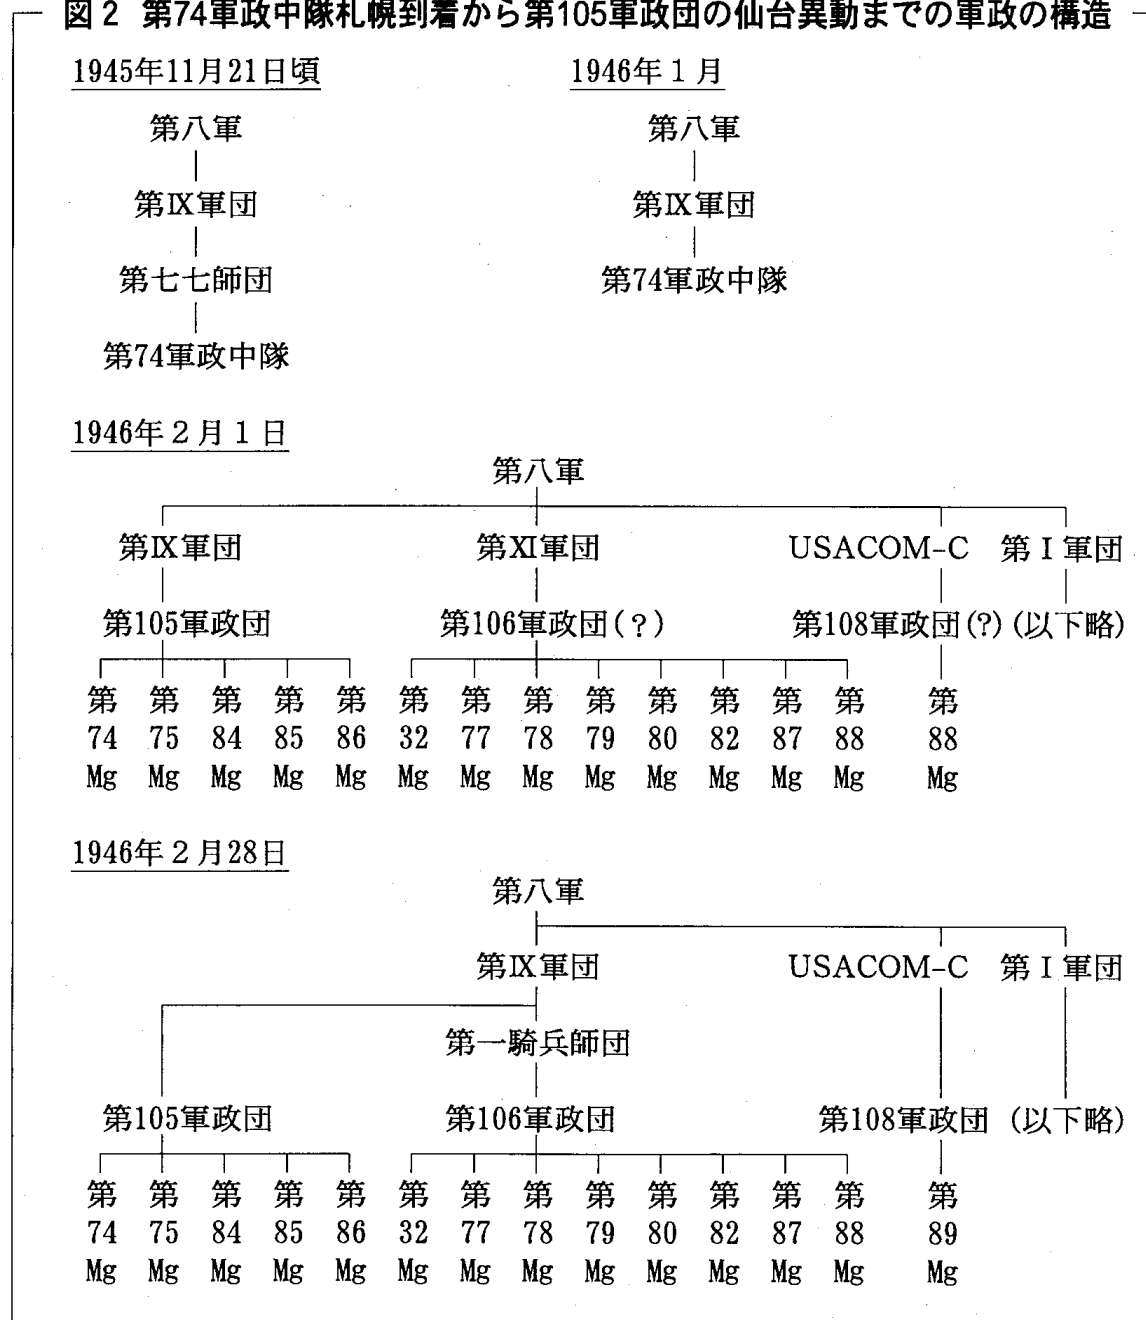 図2 第74軍政中隊札幌到着から第105軍政団の仙台異動までの軍政の構造
1945年11月21日頃
第八軍
第Ⅸ軍団
第七七師団
第74軍政中隊
1946年1月
第八軍
第Ⅸ軍団
第74軍政中隊
1946年2月1日
第八軍
第Ⅸ軍団 第Ⅺ軍団 USACOM-C 第Ⅰ軍団
第105軍政団 第106軍政団(?) 第108軍政団(?) (以下略)
第 第 第 第 第 第 第 第 第 第 第 第 第 第
74 75 84 85 86 32 77 78 79 80 82 87 88 88
Mg Mg Mg Mg Mg Mg Mg Mg Mg Mg Mg Mg Mg Mg
1946年2月28日
第八軍
第Ⅸ軍団 USACOM-C 第Ⅰ軍団
第一騎兵師団
第105軍政団 第106軍政団 第108軍政団 (以下略)
第 第 第 第 第 第 第 第 第 第 第 第 第 第
74 75 84 85 86 32 77 78 79 80 82 87 88 89
Mg Mg Mg Mg Mg Mg Mg Mg Mg Mg Mg Mg Mg Mg